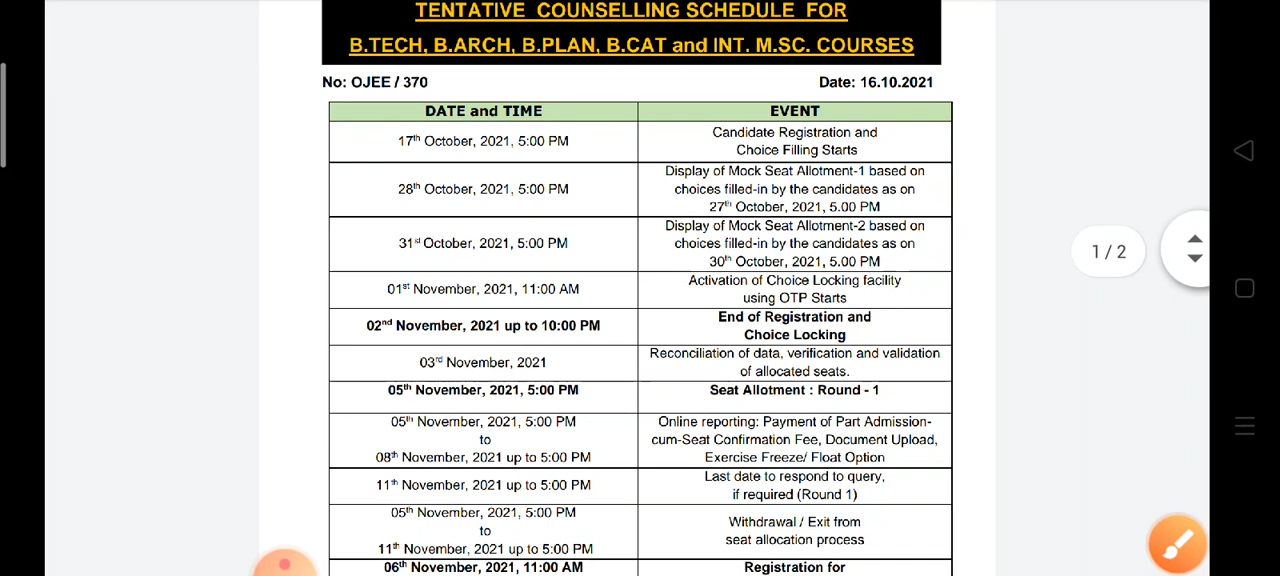 TENTATIVE COUNSELLING SCHEDULE FOR
B.TECH, B.ARCH, B.PLAN, B.CAT and INT. M.SC. COURSES
No: OJEE / 370
Date: 16.10.2021
DATE and TIME
EVENT
17th October, 2021, 5:00 PM
Candidate Registration and
Choice Filling Starts
28th October, 2021, 5:00 PM
Display of Mock Seat Allotment-1 based on
choices filled-in by the candidates as on
27th October, 2021, 5.00 PM
31st October, 2021, 5:00 PM
Display of Mock Seat Allotment-2 based on
choices filled-in by the candidates as on
30th October, 2021, 5.00 PM
01st November, 2021, 11:00 AM
Activation of Choice Locking facility
using OTP Starts
02nd November, 2021 up to 10:00 PM
End of Registration and
Choice Locking
03rd November, 2021
Reconciliation of data, verification and validation
of allocated seats.
05th November, 2021, 5:00 PM
Seat Allotment : Round - 1
05th November, 2021, 5:00 PM
to
08th November, 2021 up to 5:00 PM
Online reporting: Payment of Part Admission-
cum-Seat Confirmation Fee, Document Upload,
Exercise Freeze/ Float Option
11th November, 2021 up to 5:00 PM
Last date to respond to query,
if required (Round 1)
05th November, 2021, 5:00 PM
to
11th November, 2021 up to 5:00 PM
Withdrawal / Exit from
seat allocation process
06th November, 2021, 11:00 AM
Registration for
1 / 2